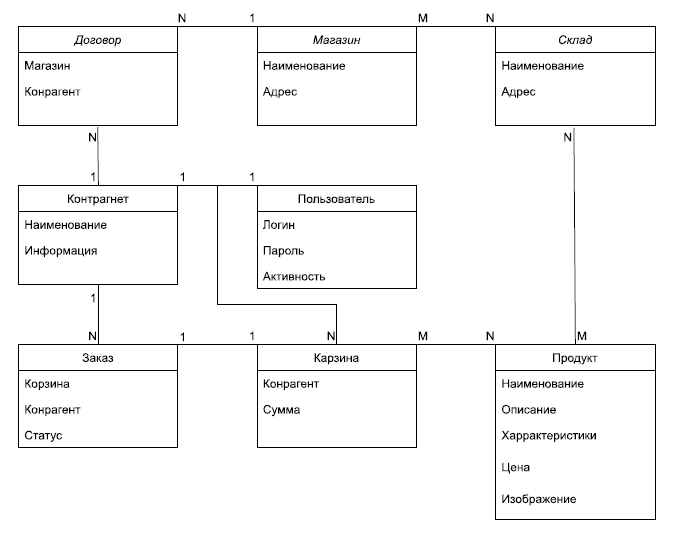 N 1 M N
Договор Магазин Склад
Магазин Наименование Наименование
Конрагент Адрес Адрес
N N
1 1 1
Контрагнет Пользователь
Наименование Логин
Информация Пароль
Активность
1
N 1 1 N M N M
Заказ Карзина Продукт
Корзина Конрагент Наименование
Конрагент Сумма Описание
Статус Харрактеристики
Цена
Изображение